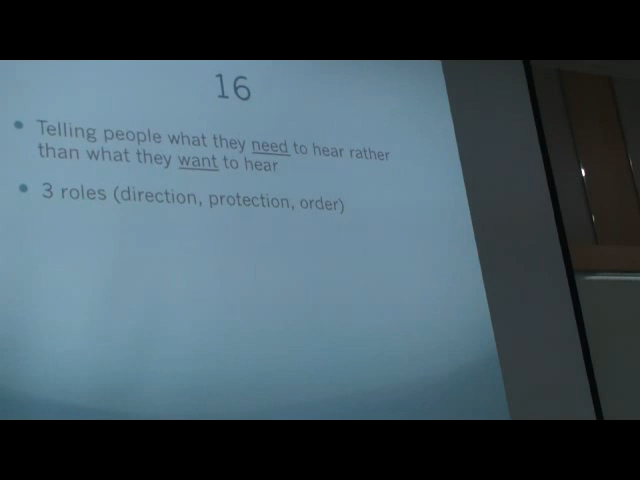 16
• Telling people what they need to hear rather
than what they want to hear
• 3 roles (direction, protection, order)